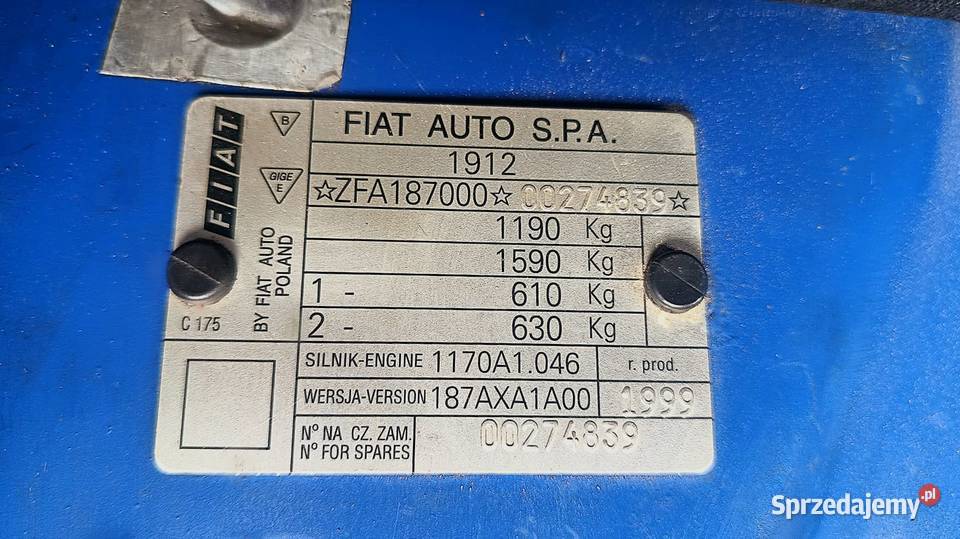 FIAT
B
GIGE
E
BY FIAT AUTO
POLAND
C 175
FIAT AUTO S.P.A.
1912
☆ZFA187000☆ 00274839☆
1190 Kg
1590 Kg
1 - 610 Kg
2 - 630 Kg
SILNIK-ENGINE 1170A1.046 r. prod.
WERSJA-VERSION 187AXA1A00 1999
Nº NA CZ. ZAM. 00274839
Nº FOR SPARES
Sprzedajemy.pl